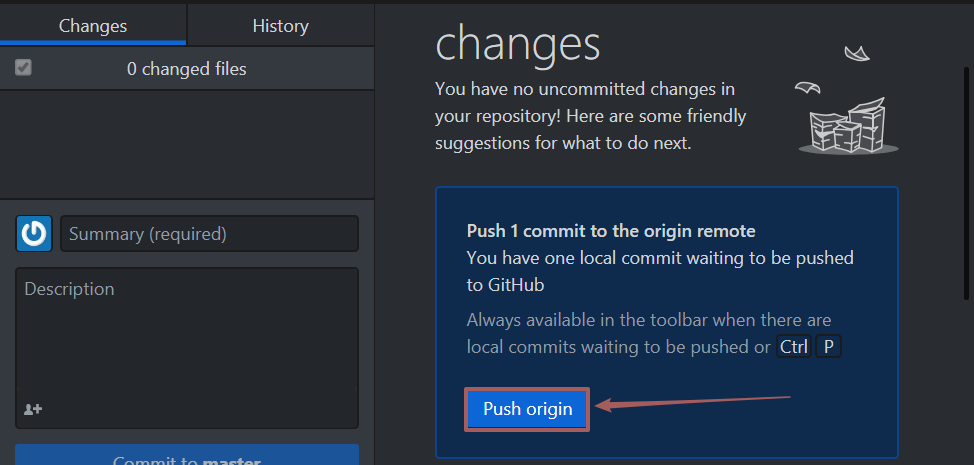 Changes
History
0 changed files
Summary (required)
Description
Commit to master
changes
You have no uncommitted changes in
your repository! Here are some friendly
suggestions for what to do next.
Push 1 commit to the origin remote
You have one local commit waiting to be pushed
to GitHub
Always available in the toolbar when there are
local commits waiting to be pushed or Ctrl P
Push origin